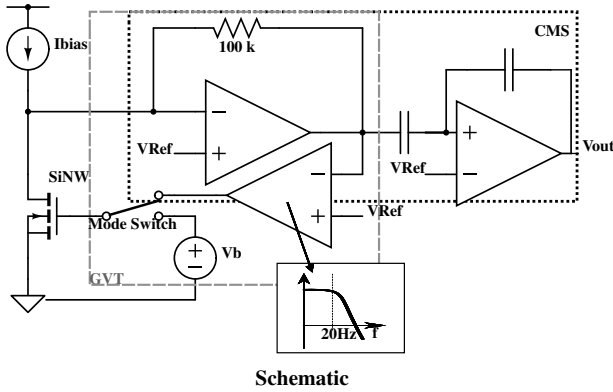 CMS
Ibias
100 k
−
+
VRef
+
−
Vout
VRef
SiNW
−
+
VRef
Mode Switch
+
−
Vb
GVT
20Hz f
Schematic